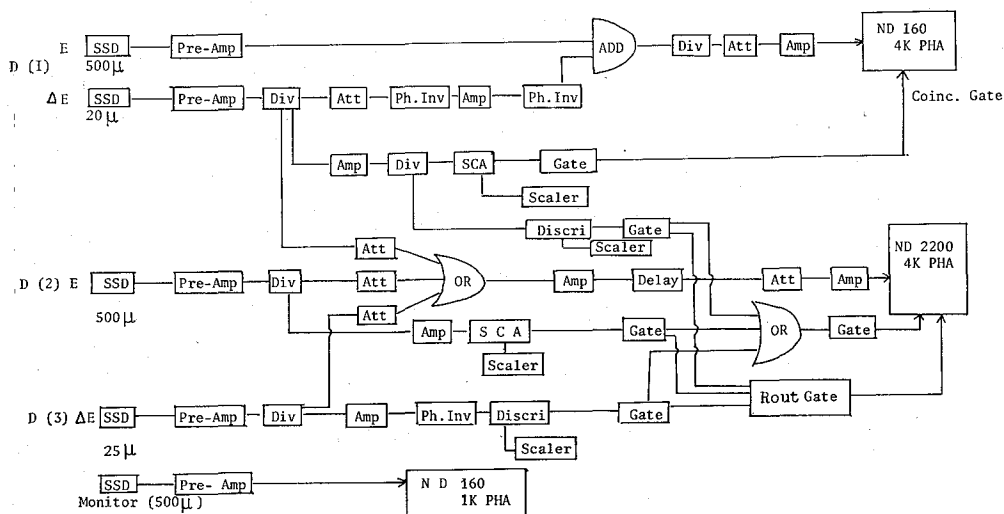 E SSD Pre-Amp ADD Div Att Amp ND 160
4K PHA
D (1) 500μ
ΔE SSD Pre-Amp Div Att Ph.Inv Amp Ph.Inv Coinc. Gate
20μ
Amp Div SCA Gate
Scaler
Discri Gate
Scaler
Att
ND 2200
4K PHA
D (2) E SSD Pre-Amp Div Att OR Amp Delay Att Amp
500μ
Att
Amp S C A Gate OR Gate
Scaler
Rout Gate
D (3) ΔE SSD Pre-Amp Div Amp Ph.Inv Discri Gate
25μ
Scaler
SSD Pre- Amp N D 160
1K PHA
Monitor (500μ)